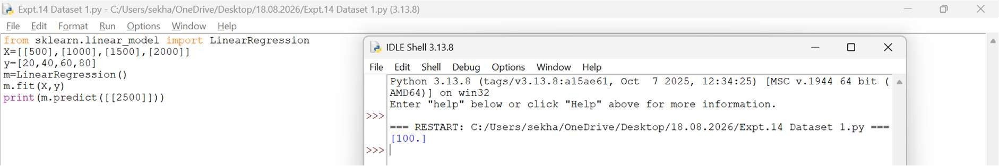 Expt.14 Dataset 1.py - C:/Users/sekha/OneDrive/Desktop/18.08.2026/Expt.14 Dataset 1.py (3.13.8)
File Edit Format Run Options Window Help
from sklearn.linear_model import LinearRegression
X=[[500],[1000],[1500],[2000]]
y=[20,40,60,80]
m=LinearRegression()
m.fit(X,y)
print(m.predict([[2500]]))
IDLE Shell 3.13.8
File Edit Shell Debug Options Window Help
Python 3.13.8 (tags/v3.13.8:a15ae61, Oct  7 2025, 12:34:25) [MSC v.1944 64 bit (
AMD64)] on win32
Enter "help" below or click "Help" above for more information.
>>>
=== RESTART: C:/Users/sekha/OneDrive/Desktop/18.08.2026/Expt.14 Dataset 1.py ===
[100.]
>>>